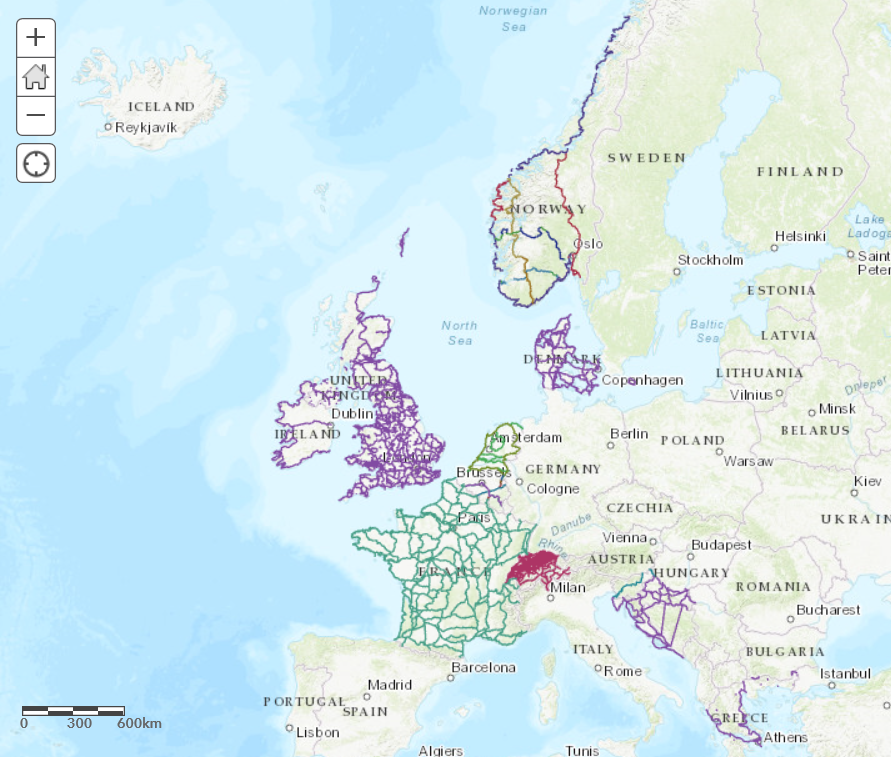 Norwegian
Sea
+
−
ICELAND
Reykjavík
SWEDEN
FINLAND
NORWAY
Lake
Ladoga
Oslo
Helsinki
Stockholm
Saint
Peter
ESTONIA
North
Sea
Baltic
Sea
LATVIA
DENMARK
LITHUANIA
Copenhagen
UNITED
KINGDOM
Vilnius
Dnieper
Dublin
Minsk
IRELAND
BELARUS
Amsterdam
Berlin
POLAND
London
Warsaw
Brussels
GERMANY
Cologne
Kiev
Paris
CZECHIA
UKRAIN
Danube
Rhine
Vienna
Budapest
FRANCE
AUSTRIA
HUNGARY
Milan
ROMANIA
Bucharest
ITALY
BULGARIA
Barcelona
Rome
Istanbul
Madrid
PORTUGAL
SPAIN
GREECE
0 300 600km
Lisbon
Athens
Algiers
Tunis